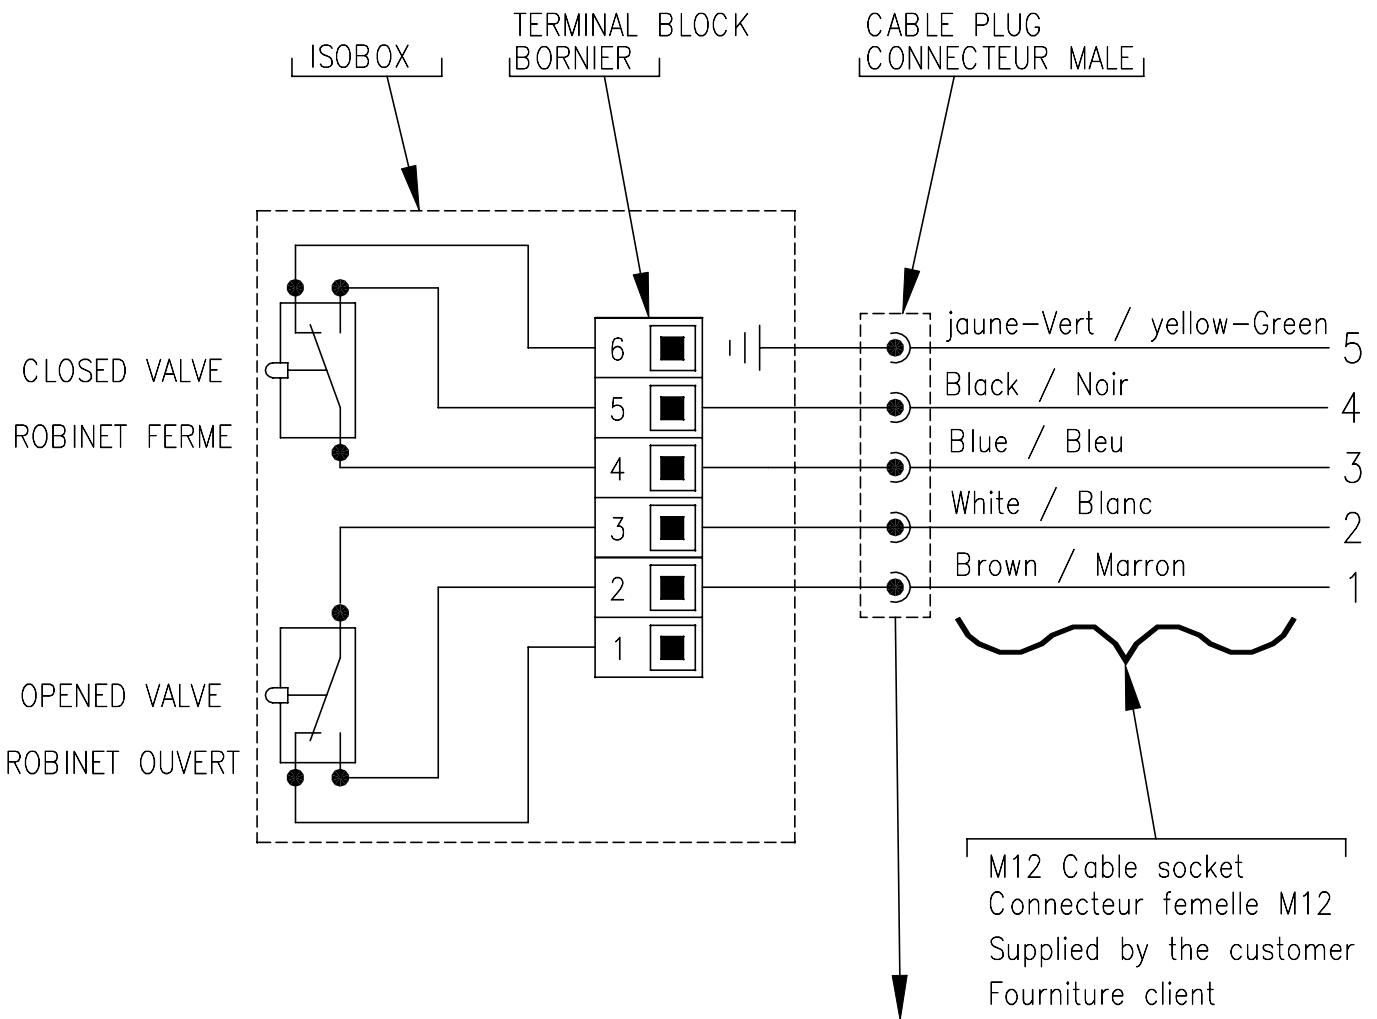 ISOBOX
TERMINAL BLOCK
BORNIER
CABLE PLUG
CONNECTEUR MALE
CLOSED VALVE
ROBINET FERME
OPENED VALVE
ROBINET OUVERT
6
5
4
3
2
1
jaune-Vert / yellow-Green 5
Black / Noir 4
Blue / Bleu 3
White / Blanc 2
Brown / Marron 1
M12 Cable socket
Connecteur femelle M12
Supplied by the customer
Fourniture client